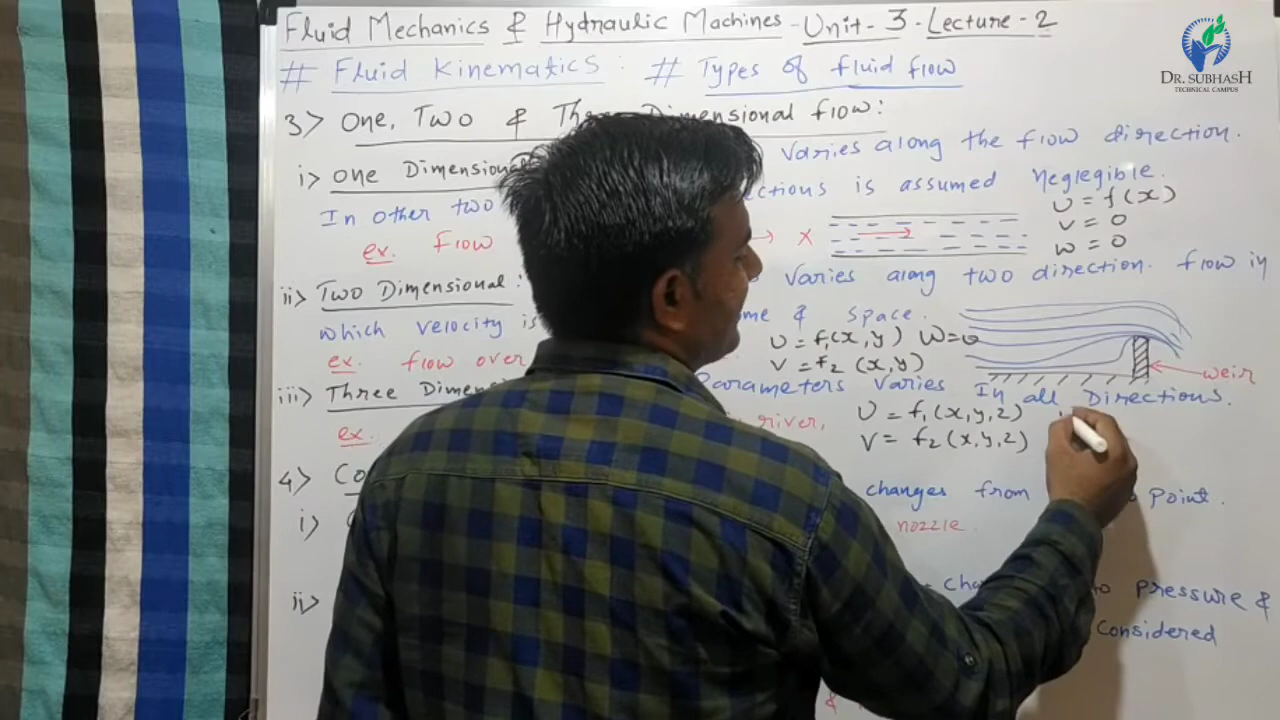 Fluid Mechanics & Hydraulic Machines - Unit - 3 - Lecture - 2
DR. SUBHASH
TECHNICAL CAMPUS
# Fluid Kinematics : # Types of fluid flow
3> One, Two & Three Dimensional flow :
i> One Dimensional varies along the flow direction.
In other two ections is assumed neglegible.
ex. flow → x
U = f(x)
V = 0
W = 0
ii> Two Dimensional : varies along two direction. flow in
which velocity is me & space.
ex. flow over
U = f1(x, y) W = 0
V = f2 (x, y)
weir
iii> Three Dimen Parameters varies In all Directions.
ex. river,
U = f1(x, y, z)
V = f2(x, y, z)
4> Co changes from point.
i> nozzle.
ii> to pressure &
considered
&